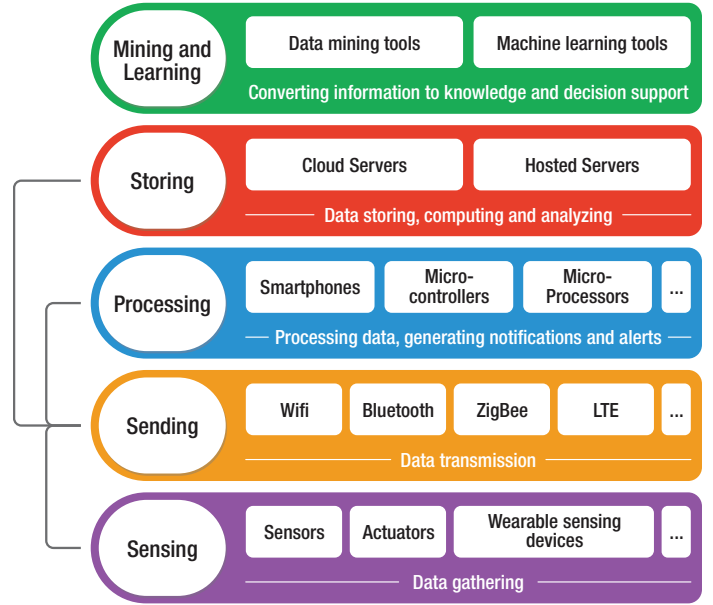 Mining and
Learning
Data mining tools
Machine learning tools
Converting information to knowledge and decision support
Storing
Cloud Servers
Hosted Servers
Data storing, computing and analyzing
Processing
Smartphones
Micro-
controllers
Micro-
Processors
...
Processing data, generating notifications and alerts
Sending
Wifi
Bluetooth
ZigBee
LTE
...
Data transmission
Sensing
Sensors
Actuators
Wearable sensing
devices
...
Data gathering